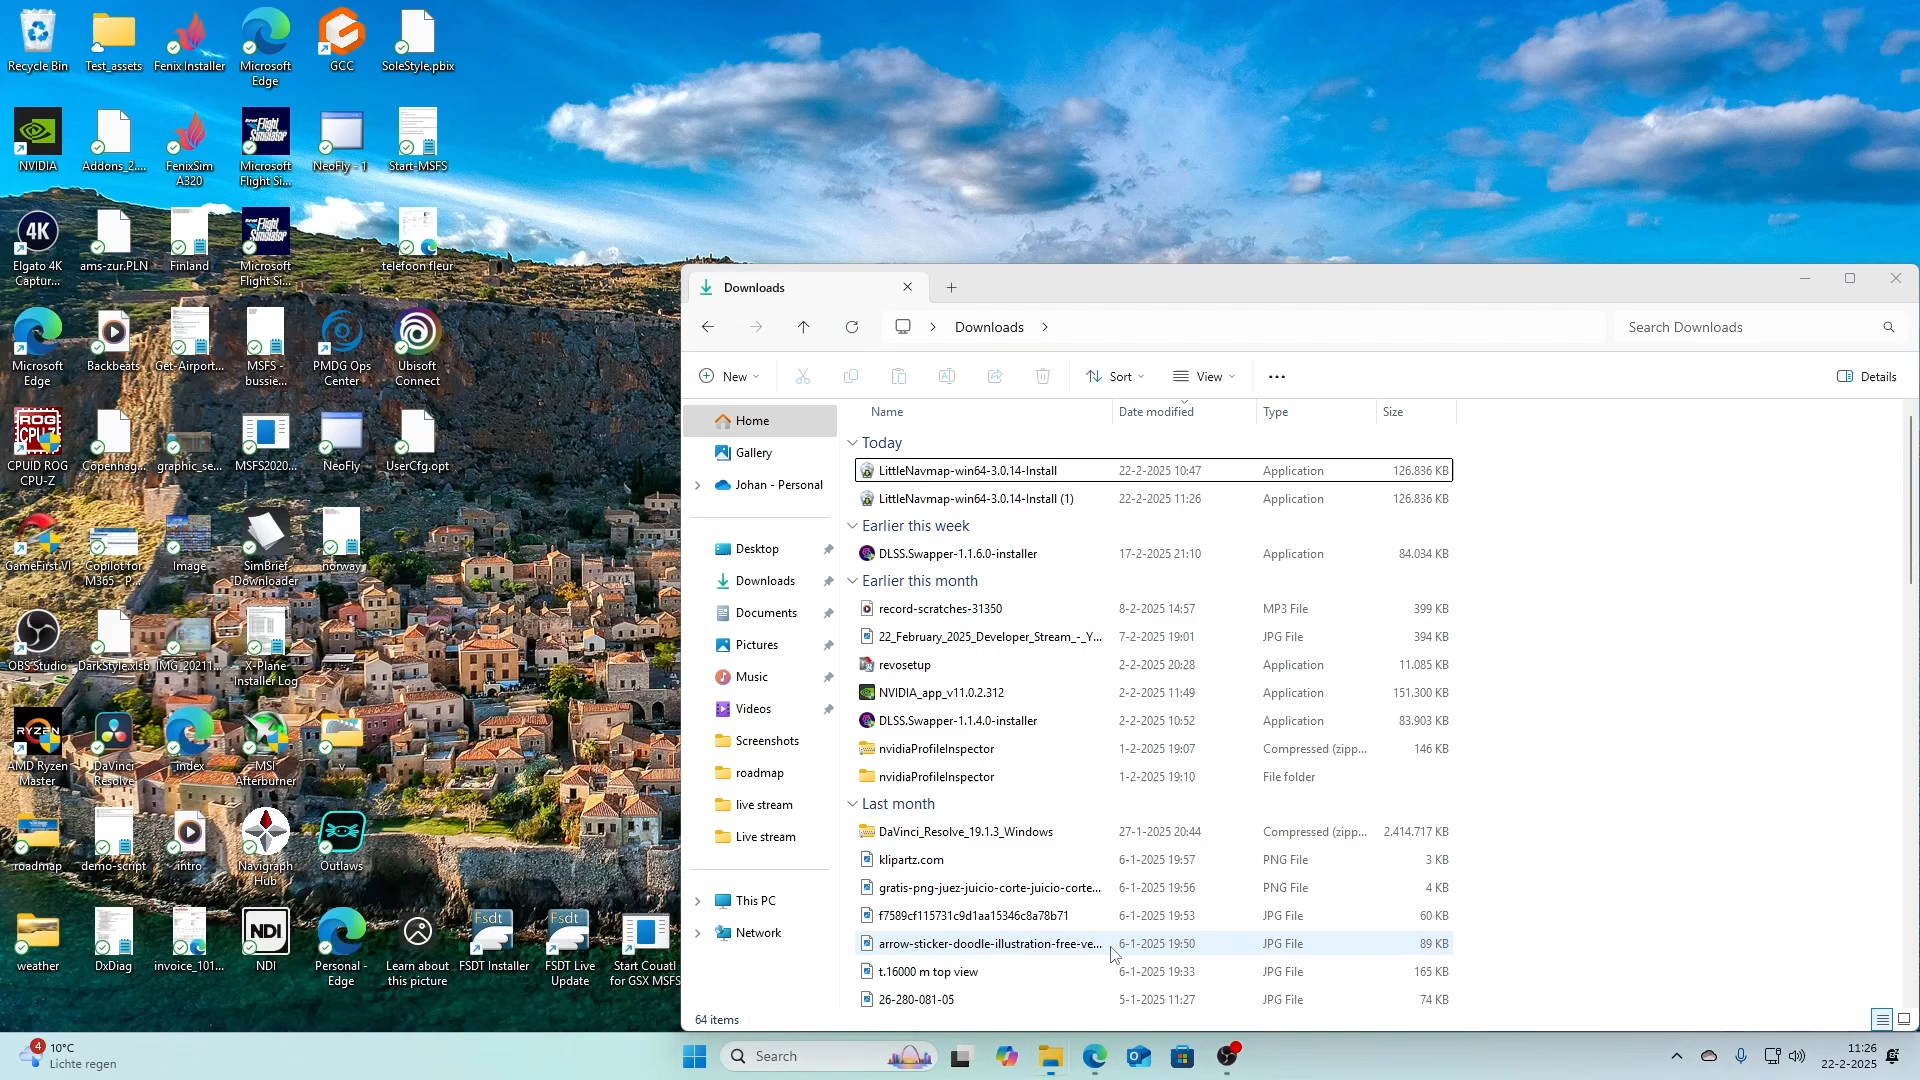 Recycle Bin
Test_assets
Fenix Installer
Microsoft
Edge
GCC
SoleStyle.pbix
NVIDIA
Addons_2....
FenixSim
A320
Microsoft
Flight Si...
NeoFly - 1
Start-MSFS
Elgato 4K
Captur...
ams-zur.PLN
Finland
Microsoft
Flight Si...
telefoon fleur
Microsoft
Edge
Backbeats
Get-Airport...
MSFS -
bussie...
PMDG Ops
Center
Ubisoft
Connect
CPUID ROG
CPU-Z
Copenhag...
graphic_se...
MSFS2020...
NeoFly
UserCfg.opt
GameFirst VI
Copilot for
M365 - P...
Image
SimBrief
Downloader
norway
OBS Studio
DarkStyle.xlsb
IMG_20211...
X-Plane
Installer Log
AMD Ryzen
Master
DaVinci
Resolve
index
MSI
Afterburner
v
roadmap
demo-script
intro
Navigraph
Hub
Outlaws
weather
DxDiag
invoice_101...
NDI
Personal -
Edge
Learn about
this picture
FSDT Installer
FSDT Live
Update
Start Couatl
for GSX MSFS
Downloads
Downloads
Search Downloads
New
Sort
View
Details
Home
Gallery
Johan - Personal
Desktop
Downloads
Documents
Pictures
Music
Videos
Screenshots
roadmap
live stream
Live stream
This PC
Network
Name Date modified Type Size
Today
LittleNavmap-win64-3.0.14-Install 22-2-2025 10:47 Application 126.836 KB
LittleNavmap-win64-3.0.14-Install (1) 22-2-2025 11:26 Application 126.836 KB
Earlier this week
DLSS.Swapper-1.1.6.0-installer 17-2-2025 21:10 Application 84.034 KB
Earlier this month
record-scratches-31350 8-2-2025 14:57 MP3 File 399 KB
22_February_2025_Developer_Stream_-_Y... 7-2-2025 19:01 JPG File 394 KB
revosetup 2-2-2025 20:28 Application 11.085 KB
NVIDIA_app_v11.0.2.312 2-2-2025 11:49 Application 151.300 KB
DLSS.Swapper-1.1.4.0-installer 2-2-2025 10:52 Application 83.903 KB
nvidiaProfileInspector 1-2-2025 19:07 Compressed (zipp... 146 KB
nvidiaProfileInspector 1-2-2025 19:10 File folder
Last month
DaVinci_Resolve_19.1.3_Windows 27-1-2025 20:44 Compressed (zipp... 2.414.717 KB
klipartz.com 6-1-2025 19:57 PNG File 3 KB
gratis-png-juez-juicio-corte-juicio-corte... 6-1-2025 19:56 PNG File 4 KB
f7589cf115731c9d1aa15346c8a78b71 6-1-2025 19:53 JPG File 60 KB
arrow-sticker-doodle-illustration-free-ve... 6-1-2025 19:50 JPG File 89 KB
t.16000 m top view 6-1-2025 19:33 JPG File 165 KB
26-280-081-05 5-1-2025 11:27 JPG File 74 KB
64 items
4
10°C
Lichte regen
Search
11:26
22-2-2025